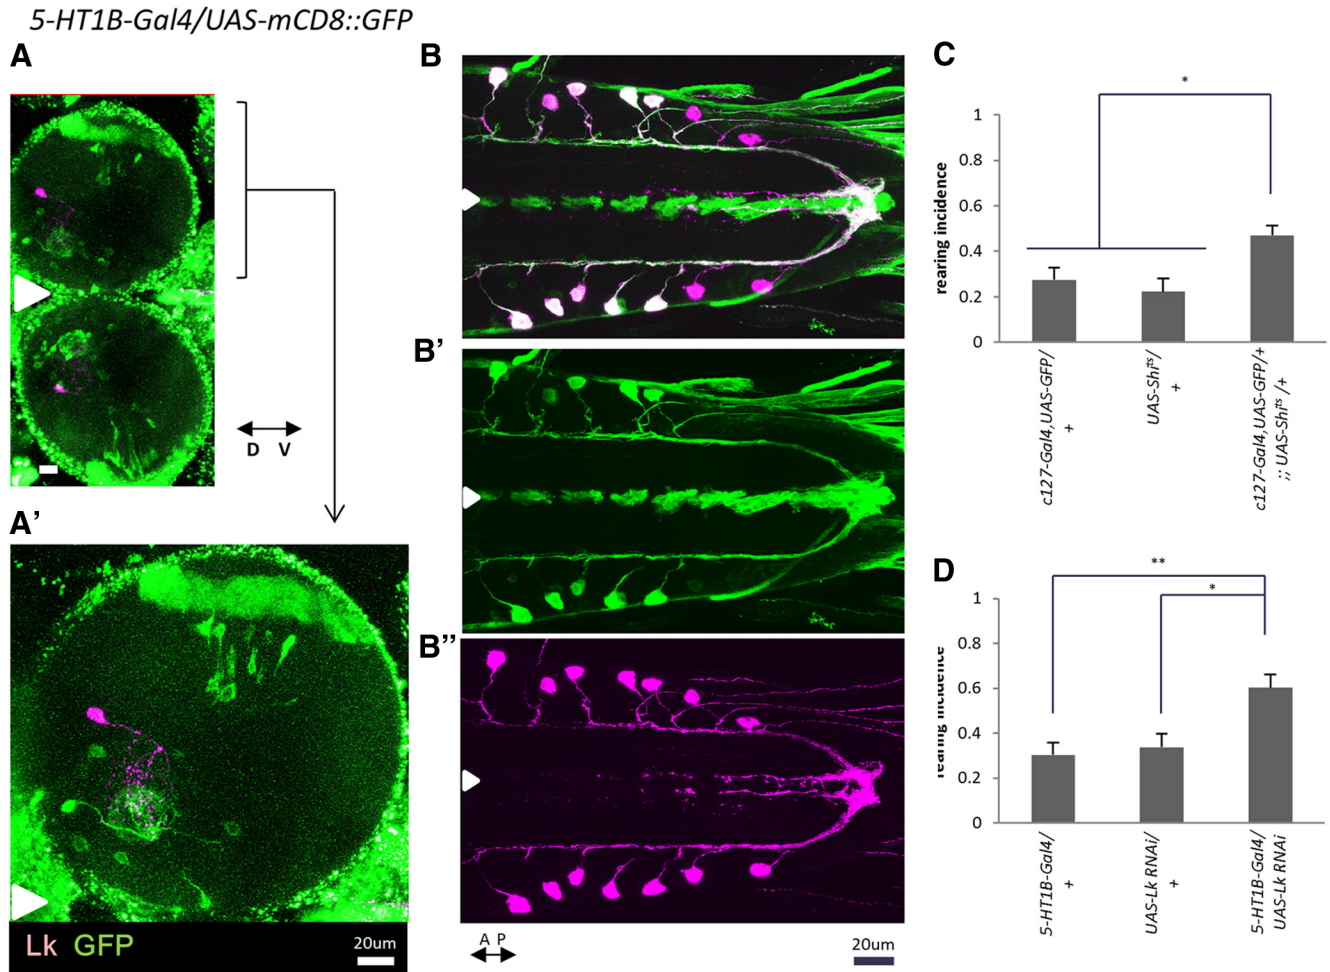 5-HT1B-Gal4/UAS-mCD8::GFP
A
D V
A’
Lk GFP
20um
B
B’
B’’
A P
20um
C
*
rearing incidence
1
0.8
0.6
0.4
0.2
0
c127-Gal4,UAS-GFP/
+
UAS-Shiᵗˢ/
+
c127-Gal4,UAS-GFP/+
;; UAS-Shiᵗˢ/+
D
**
*
rearing incidence
1
0.8
0.6
0.4
0.2
0
5-HT1B-Gal4/
+
UAS-Lk RNAi/
+
5-HT1B-Gal4/
UAS-Lk RNAi